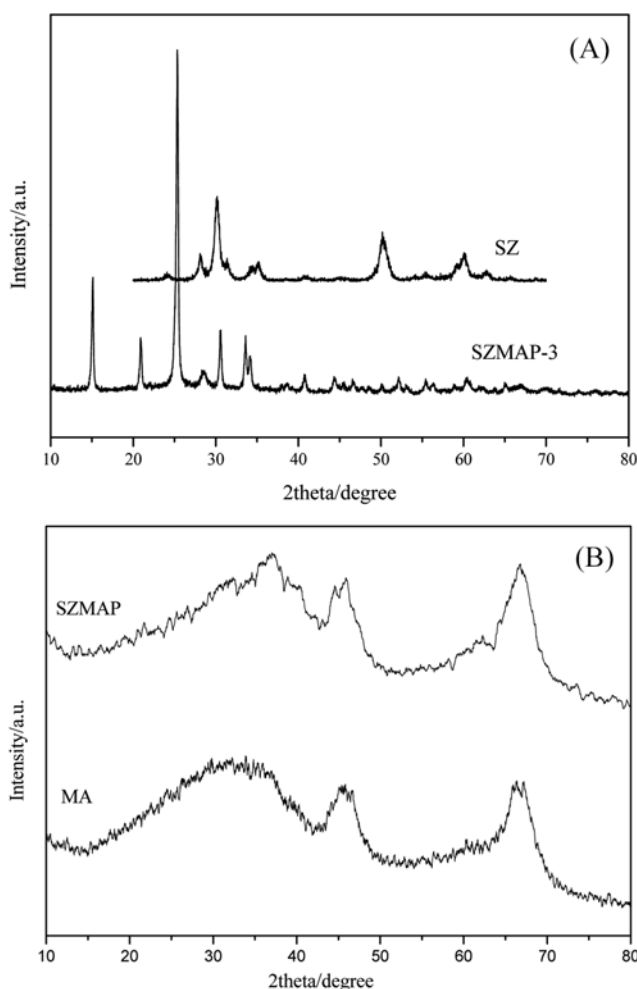 (A)
Intensity/a.u.
SZ
SZMAP-3
10 20 30 40 50 60 70 80
2theta/degree
(B)
Intensity/a.u.
SZMAP
MA
10 20 30 40 50 60 70 80
2theta/degree